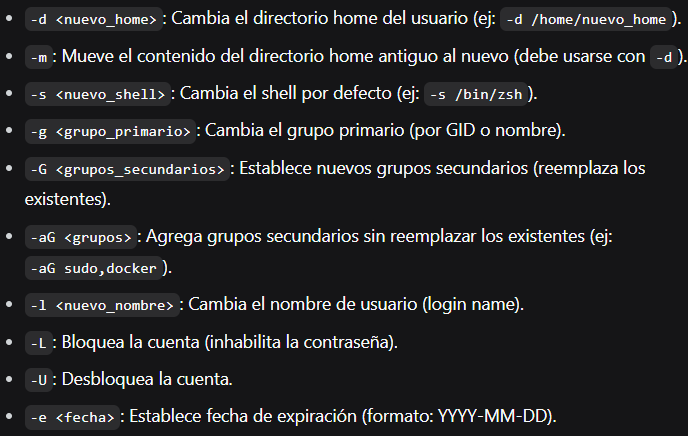 • -d <nuevo_home>: Cambia el directorio home del usuario (ej: -d /home/nuevo_home).
• -m: Mueve el contenido del directorio home antiguo al nuevo (debe usarse con -d).
• -s <nuevo_shell>: Cambia el shell por defecto (ej: -s /bin/zsh).
• -g <grupo_primario>: Cambia el grupo primario (por GID o nombre).
• -G <grupos_secundarios>: Establece nuevos grupos secundarios (reemplaza los
existentes).
• -aG <grupos>: Agrega grupos secundarios sin reemplazar los existentes (ej:
-aG sudo,docker).
• -l <nuevo_nombre>: Cambia el nombre de usuario (login name).
• -L: Bloquea la cuenta (inhabilita la contraseña).
• -U: Desbloquea la cuenta.
• -e <fecha>: Establece fecha de expiración (formato: YYYY-MM-DD).